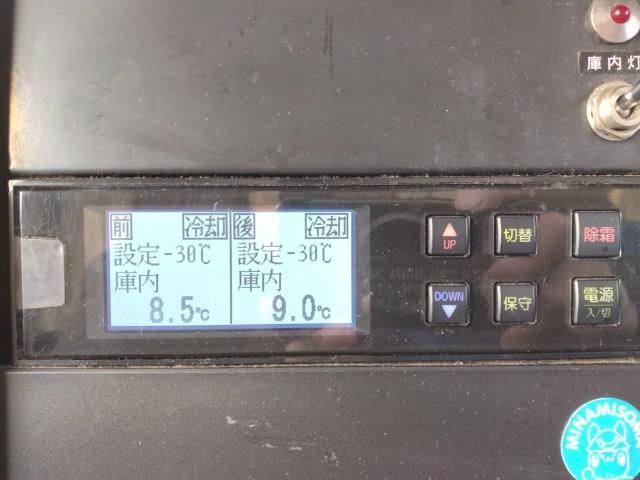 庫内灯
前 冷却 後 冷却
設定-30℃ 設定-30℃
庫内 庫内
8.5℃ 9.0℃
UP 切替 除霜
DOWN 保守 電源
入/切
MINAMISOMA